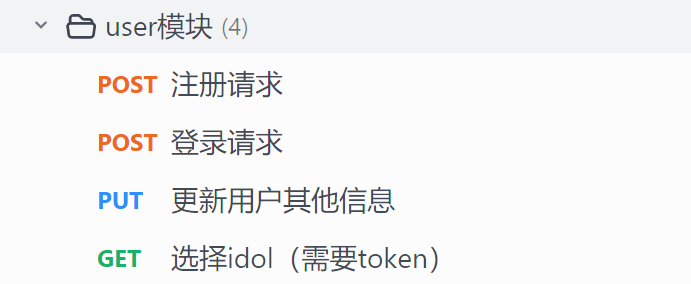 user模块 (4)
POST 注册请求
POST 登录请求
PUT 更新用户其他信息
GET 选择idol（需要token）